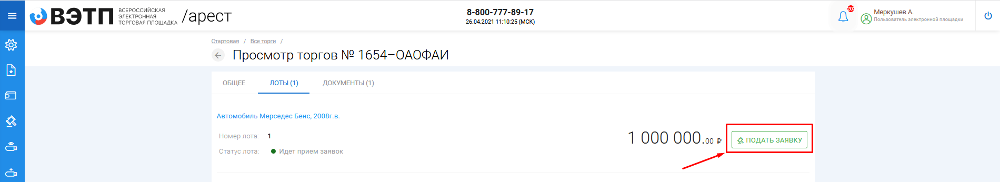 ВЭТП
ВСЕРОССИЙСКАЯ
ЭЛЕКТРОННАЯ
ТОРГОВАЯ ПЛОЩАДКА
/арест
8-800-777-89-17
26.04.2021 11:10:25 (МСК)
Меркушев А.
Пользователь электронной площадки
Стартовая / Все торги /
Просмотр торгов № 1654–ОАОФАИ
ОБЩЕЕ ЛОТЫ (1) ДОКУМЕНТЫ (1)
Автомобиль Мерседес Бенс, 2008г.в.
Номер лота: 1
1 000 000.00 ₽
ПОДАТЬ ЗАЯВКУ
Статус лота: Идет прием заявок